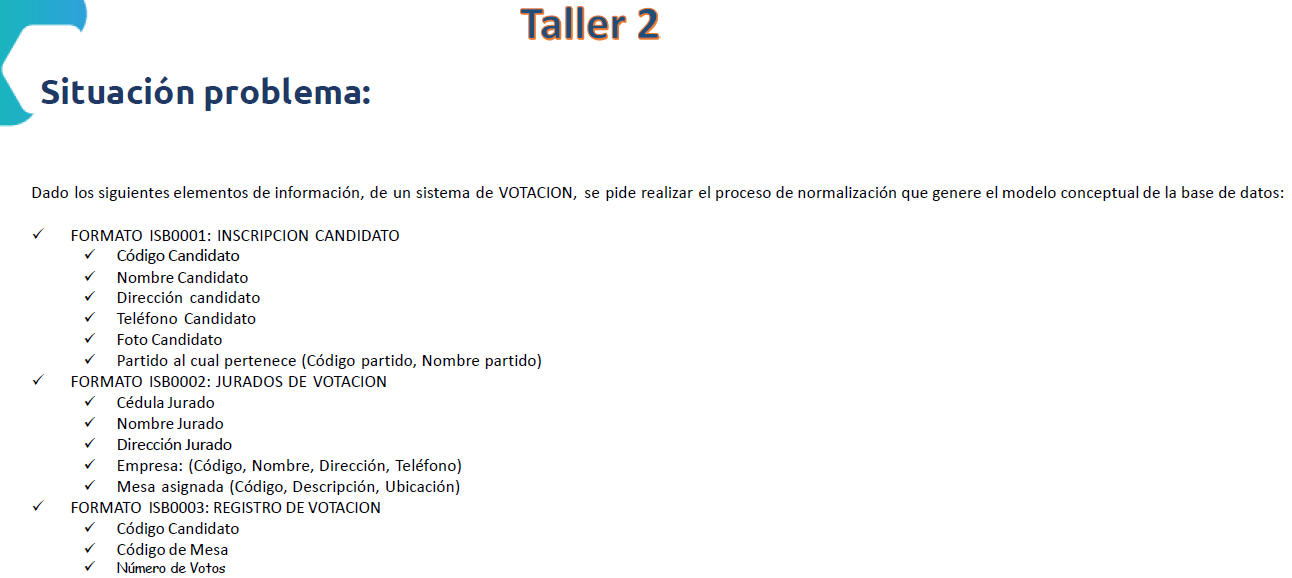 Taller 2
Situación problema:
Dado los siguientes elementos de información, de un sistema de VOTACION, se pide realizar el proceso de normalización que genere el modelo conceptual de la base de datos:
✓ FORMATO ISB0001: INSCRIPCION CANDIDATO
✓ Código Candidato
✓ Nombre Candidato
✓ Dirección candidato
✓ Teléfono Candidato
✓ Foto Candidato
✓ Partido al cual pertenece (Código partido, Nombre partido)
✓ FORMATO ISB0002: JURADOS DE VOTACION
✓ Cédula Jurado
✓ Nombre Jurado
✓ Dirección Jurado
✓ Empresa: (Código, Nombre, Dirección, Teléfono)
✓ Mesa asignada (Código, Descripción, Ubicación)
✓ FORMATO ISB0003: REGISTRO DE VOTACION
✓ Código Candidato
✓ Código de Mesa
✓ Número de Votos